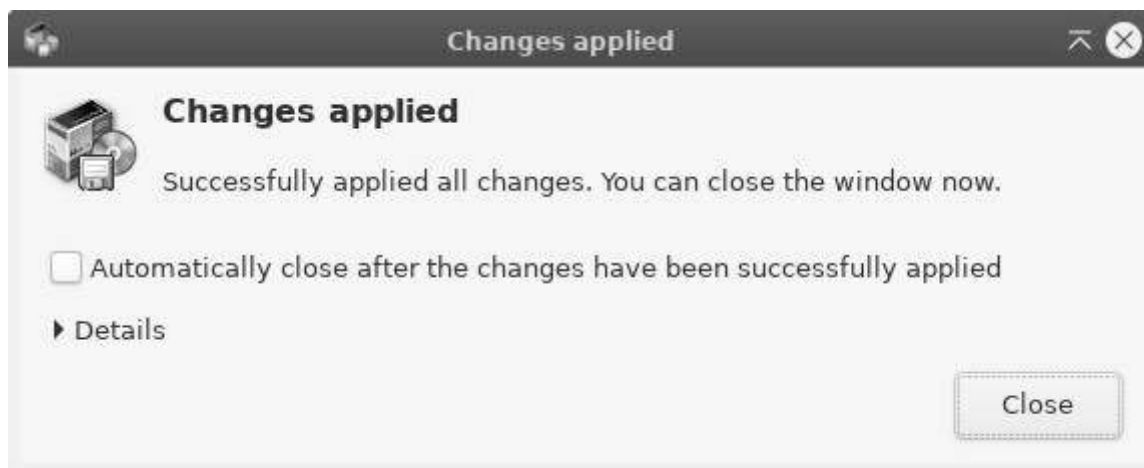 Changes applied
Changes applied
Successfully applied all changes. You can close the window now.
Automatically close after the changes have been successfully applied
Details
Close